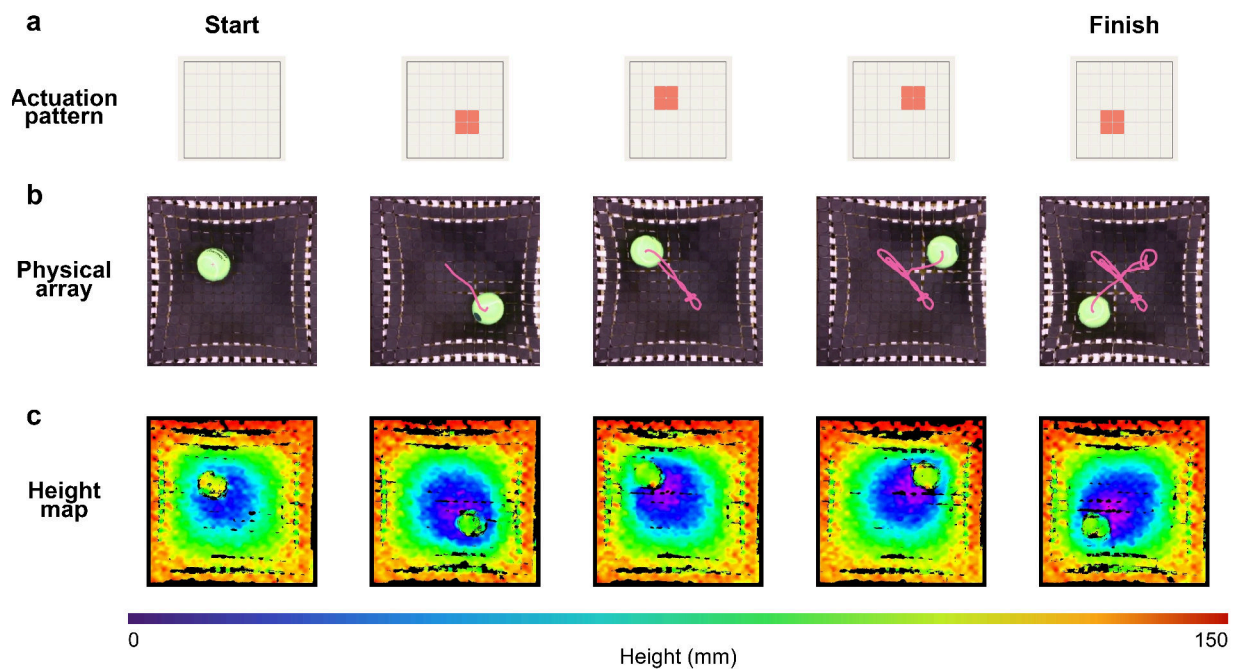 a
Start
Finish
Actuation
pattern
b
Physical
array
c
Height
map
0
150
Height (mm)